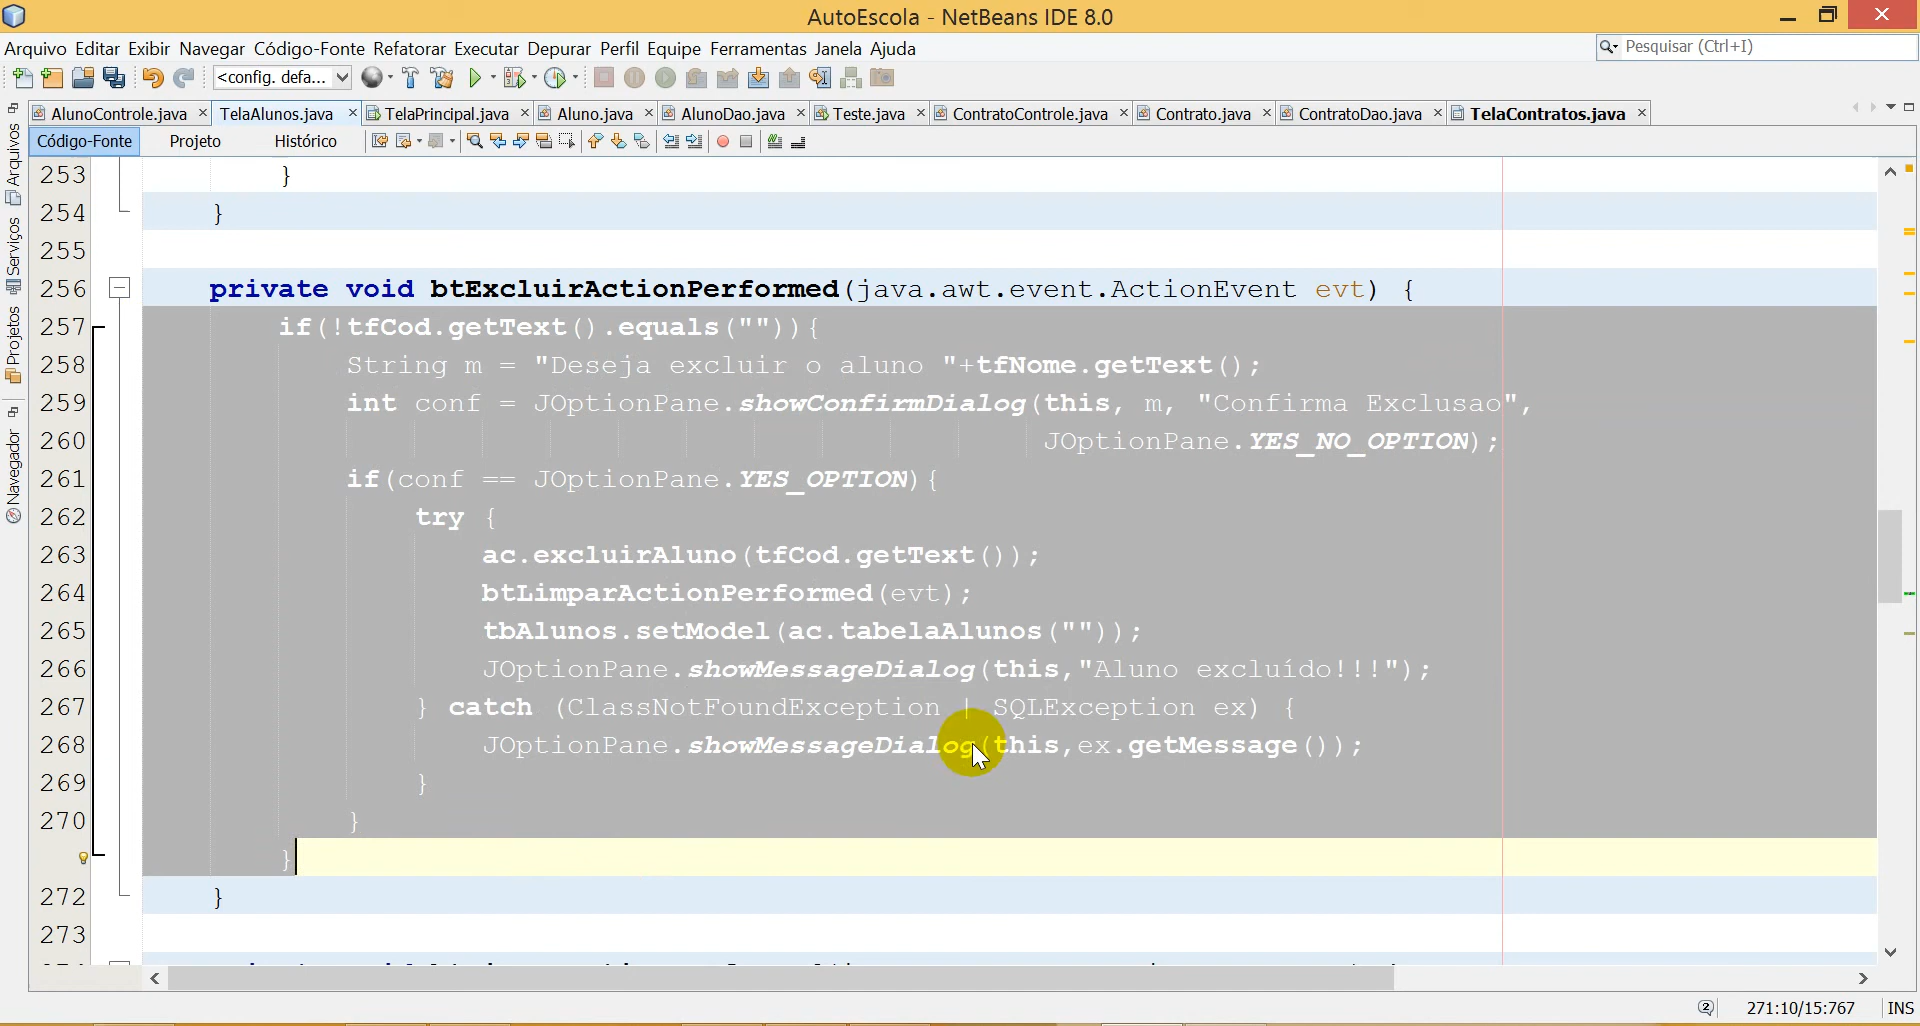 AutoEscola - NetBeans IDE 8.0
Arquivo Editar Exibir Navegar Código-Fonte Refatorar Executar Depurar Perfil Equipe Ferramentas Janela Ajuda
Pesquisar (Ctrl+I)
<config. defa...
AlunoControle.java TelaAlunos.java TelaPrincipal.java Aluno.java AlunoDao.java Teste.java ContratoControle.java Contrato.java ContratoDao.java TelaContratos.java
Código-Fonte Projeto Histórico
Arquivos
Serviços
Projetos
Navegador
253 }
254 }
255
256 private void btExcluirActionPerformed(java.awt.event.ActionEvent evt) {
257 if(!tfCod.getText().equals("")){
258 String m = "Deseja excluir o aluno "+tfNome.getText();
259 int conf = JOptionPane.showConfirmDialog(this, m, "Confirma Exclusao",
260 JOptionPane.YES_NO_OPTION);
261 if(conf == JOptionPane.YES_OPTION){
262 try {
263 ac.excluirAluno(tfCod.getText());
264 btLimparActionPerformed(evt);
265 tbAlunos.setModel(ac.tabelaAlunos(""));
266 JOptionPane.showMessageDialog(this,"Aluno excluído!!!");
267 } catch (ClassNotFoundException | SQLException ex) {
268 JOptionPane.showMessageDialog(this,ex.getMessage());
269 }
270 }
}
272 }
273
2 271:10/15:767 INS